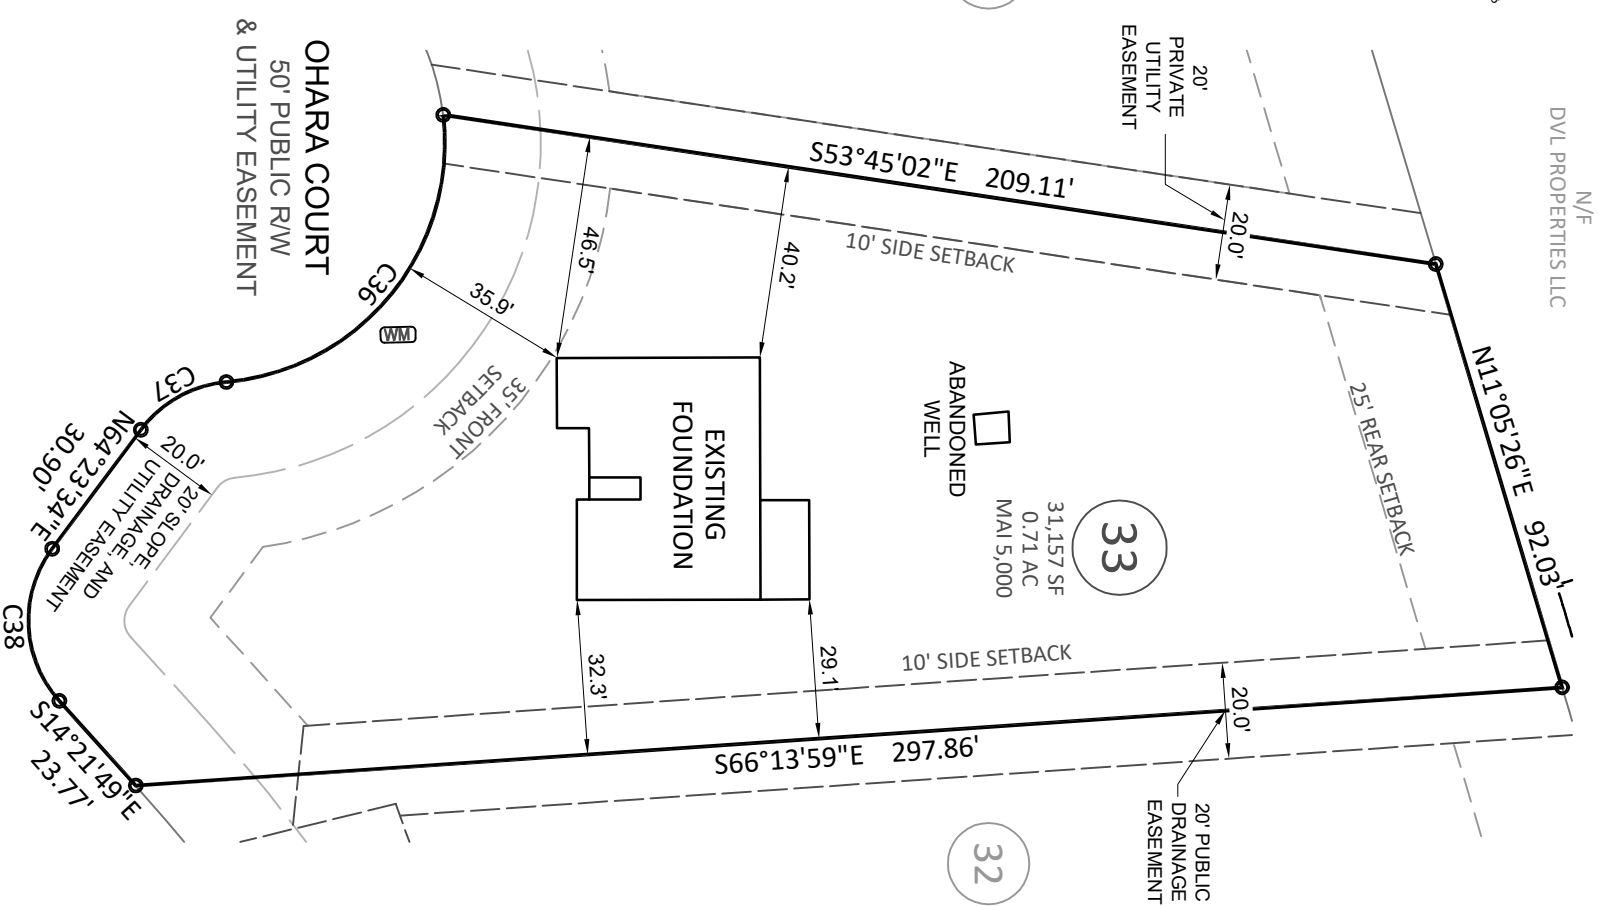 N/F
DVL PROPERTIES LLC
20'
PRIVATE
UTILITY
EASEMENT
OHARA COURT
50' PUBLIC R/W
& UTILITY EASEMENT
S53°45'02"E 209.11'
20.0'
10' SIDE SETBACK
46.5'
40.2'
35.9'
C36
WM
C37
35' FRONT
SETBACK
N64°23'34"E
30.90'
20.0'
20' SLOPE,
DRAINAGE, AND
UTILITY EASEMENT
C38
S14°21'49"E
23.77'
EXISTING
FOUNDATION
ABANDONED
WELL
33
31,157 SF
0.71 AC
MAI 5,000
25' REAR SETBACK
N11°05'26"E 92.03'
32.3'
29.1'
10' SIDE SETBACK
20.0'
S66°13'59"E 297.86'
20' PUBLIC
DRAINAGE
EASEMENT
32